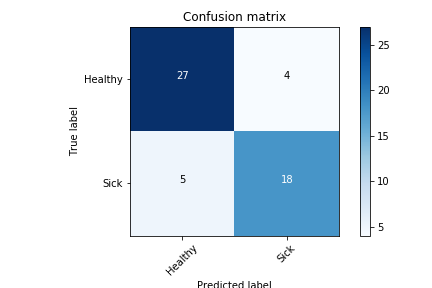 Confusion matrix
27 4
5 18
Healthy
Sick
True label
Healthy
Sick
Predicted label
25
20
15
10
5